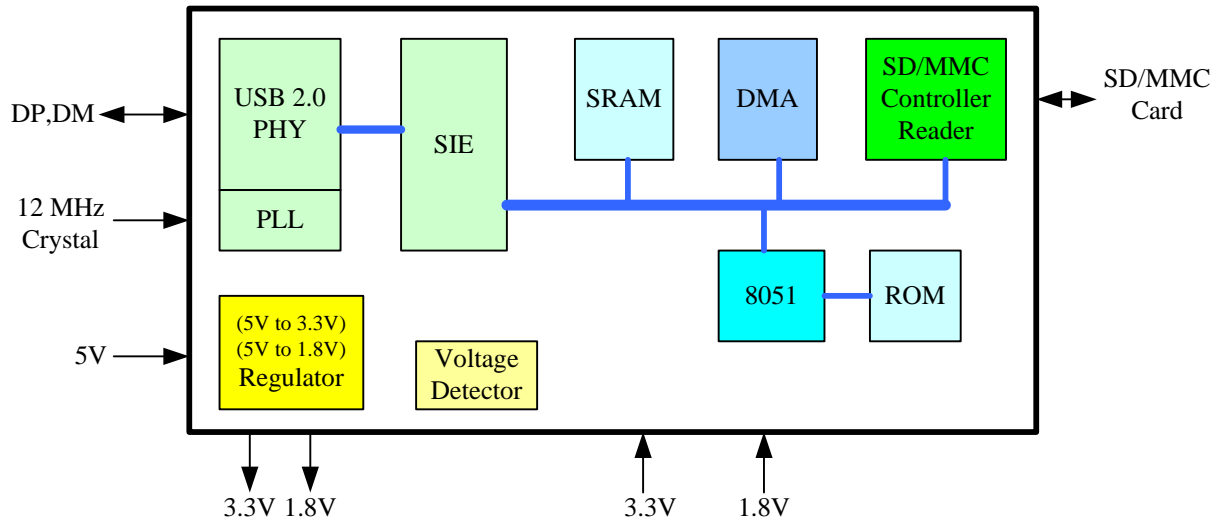 DP,DM
12 MHz
Crystal
5V
USB 2.0
PHY
PLL
SIE
SRAM
DMA
SD/MMC
Controller
Reader
SD/MMC
Card
8051
ROM
(5V to 3.3V)
(5V to 1.8V)
Regulator
Voltage
Detector
3.3V
1.8V
3.3V
1.8V